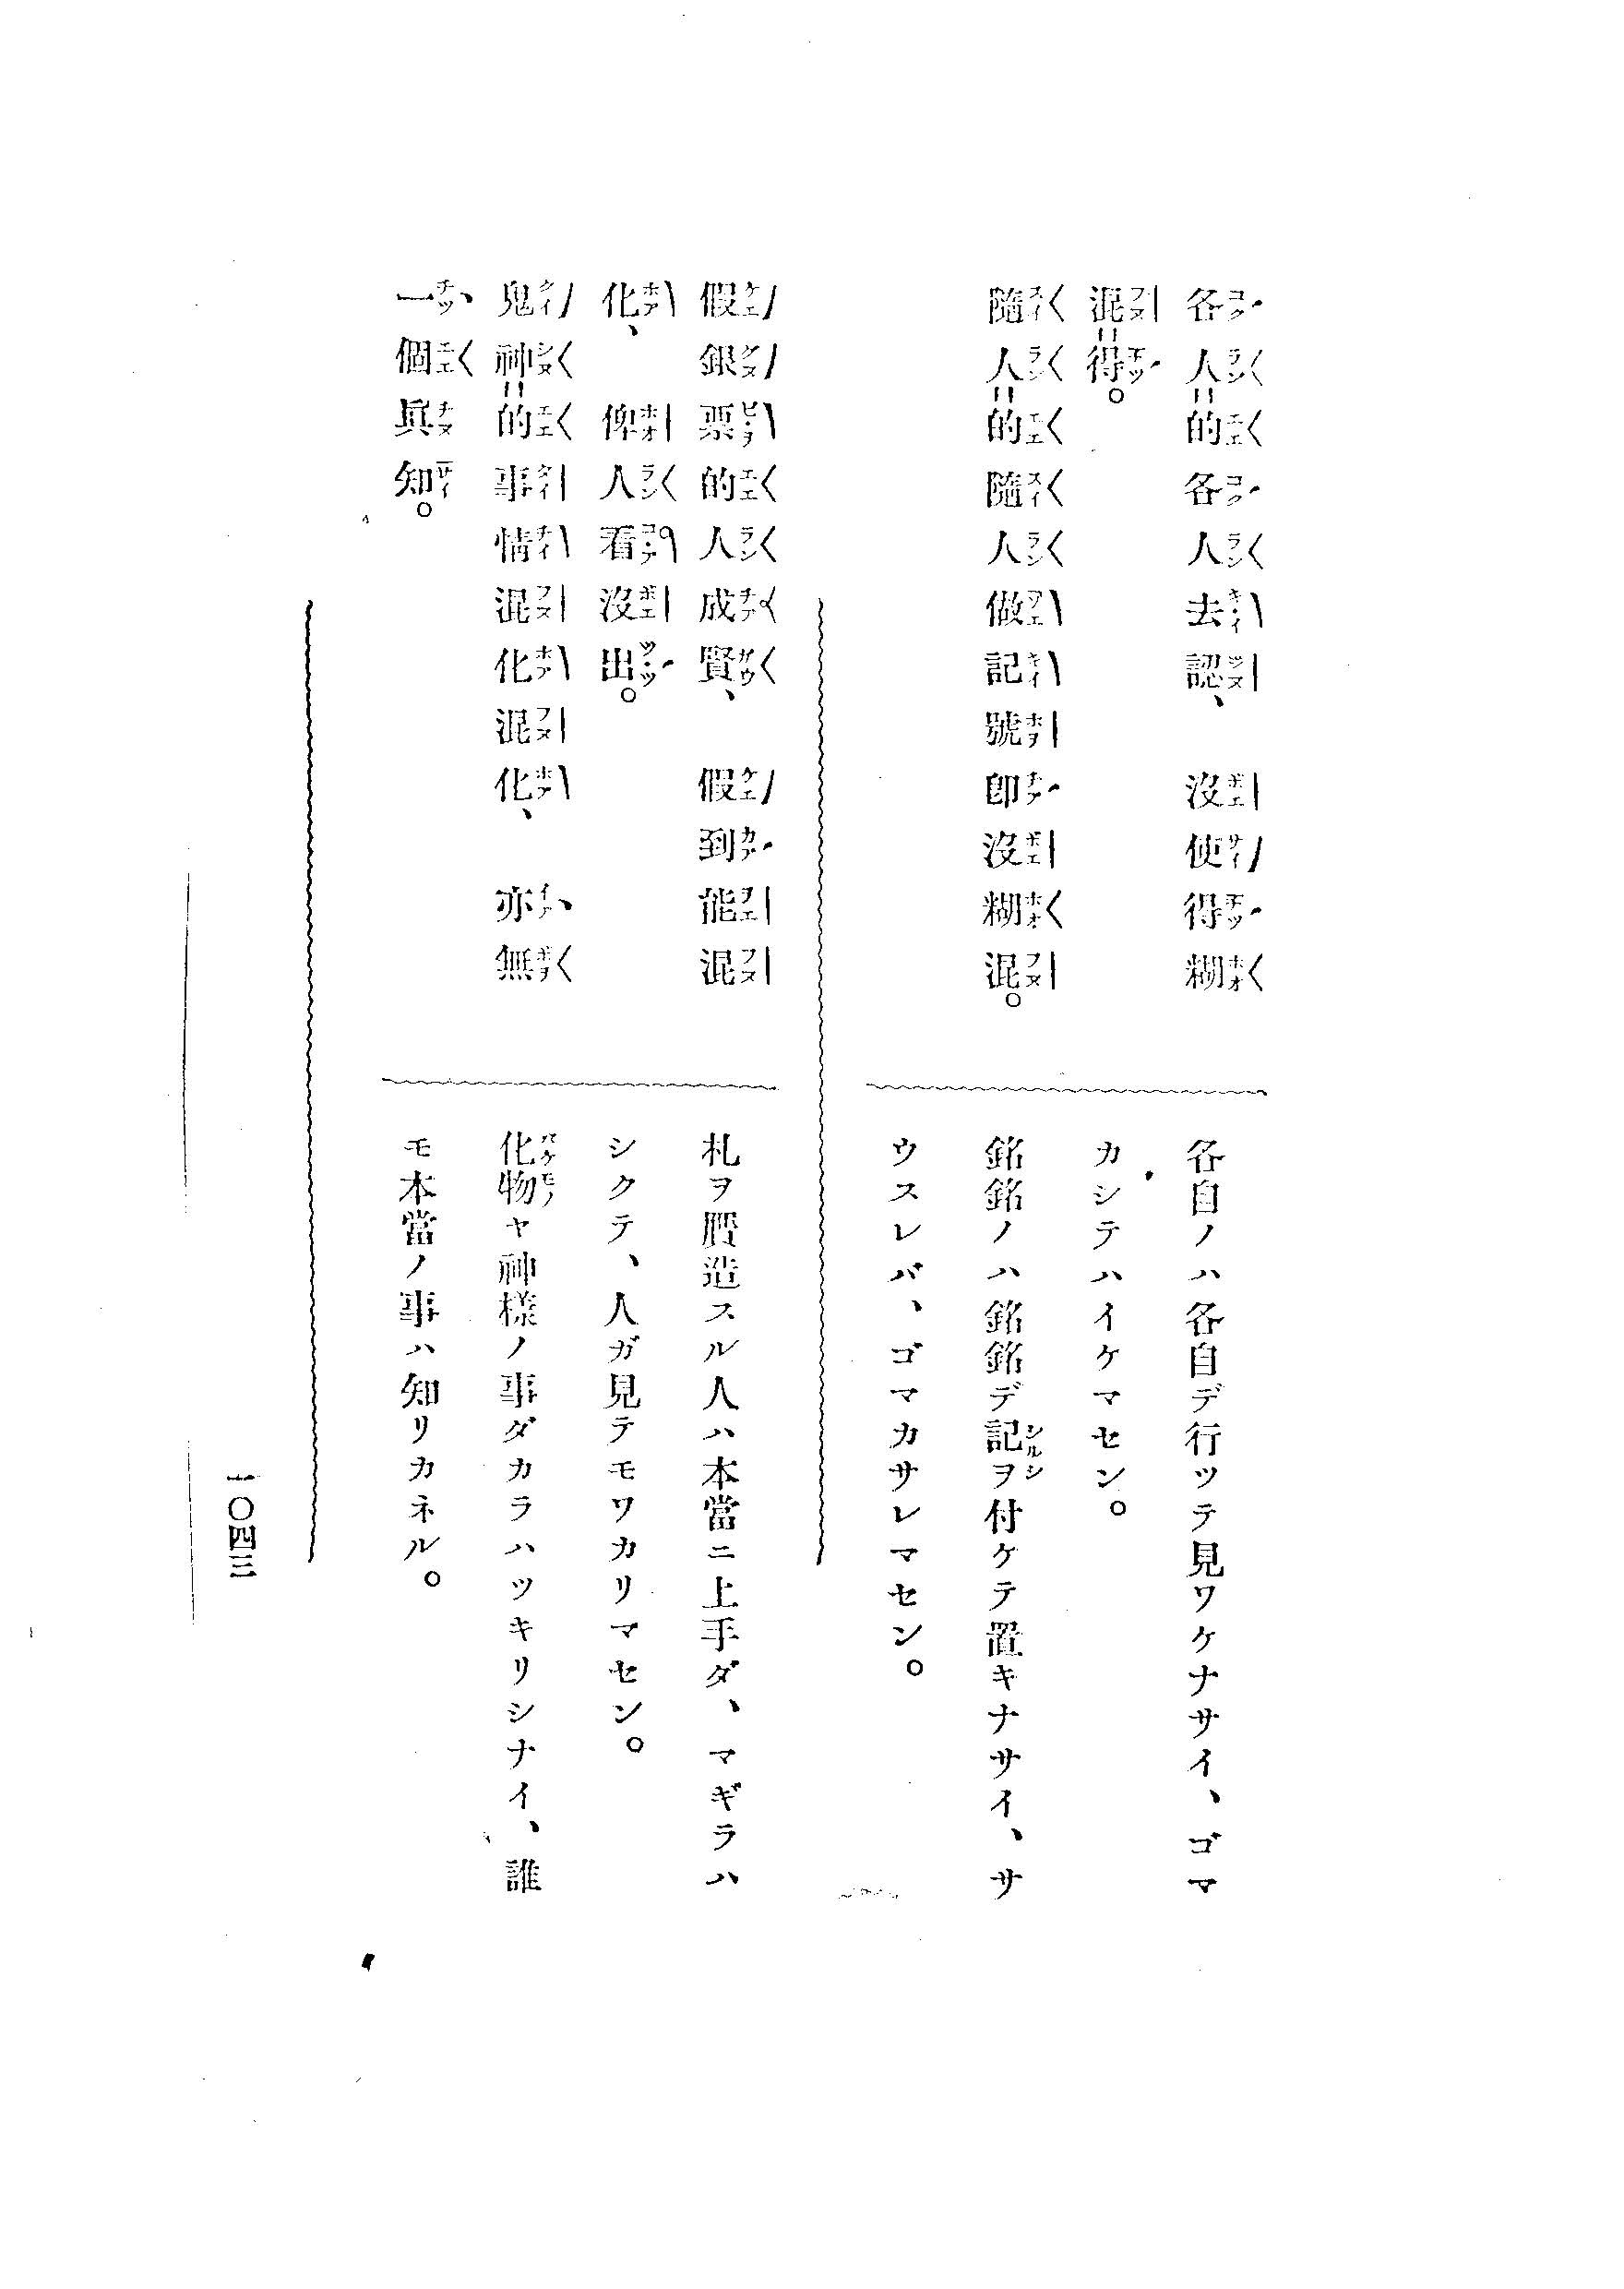 各人的各人去認、沒使得糊
混得。
隨人的隨人做記號卽沒糊混。
各自ノハ各自デ行ツテ見ワケナサイ、ゴマ
カシテハイケマセン。
銘銘ノハ銘銘デ記ヲ付ケテ置キナサイ、サ
ウスレバ、ゴマカサレマセン。
假銀票的人成賢、假到能混
化、俾人看沒出。
鬼神的事情混化混化、亦無
一個眞知。
札ヲ贋造スル人ハ本當ニ上手ダ、マギラハ
シクテ、人ガ見テモワカリマセン。
化物ヤ神樣ノ事ダカラハツキリシナイ、誰
モ本當ノ事ハ知リカネル。
一〇四三